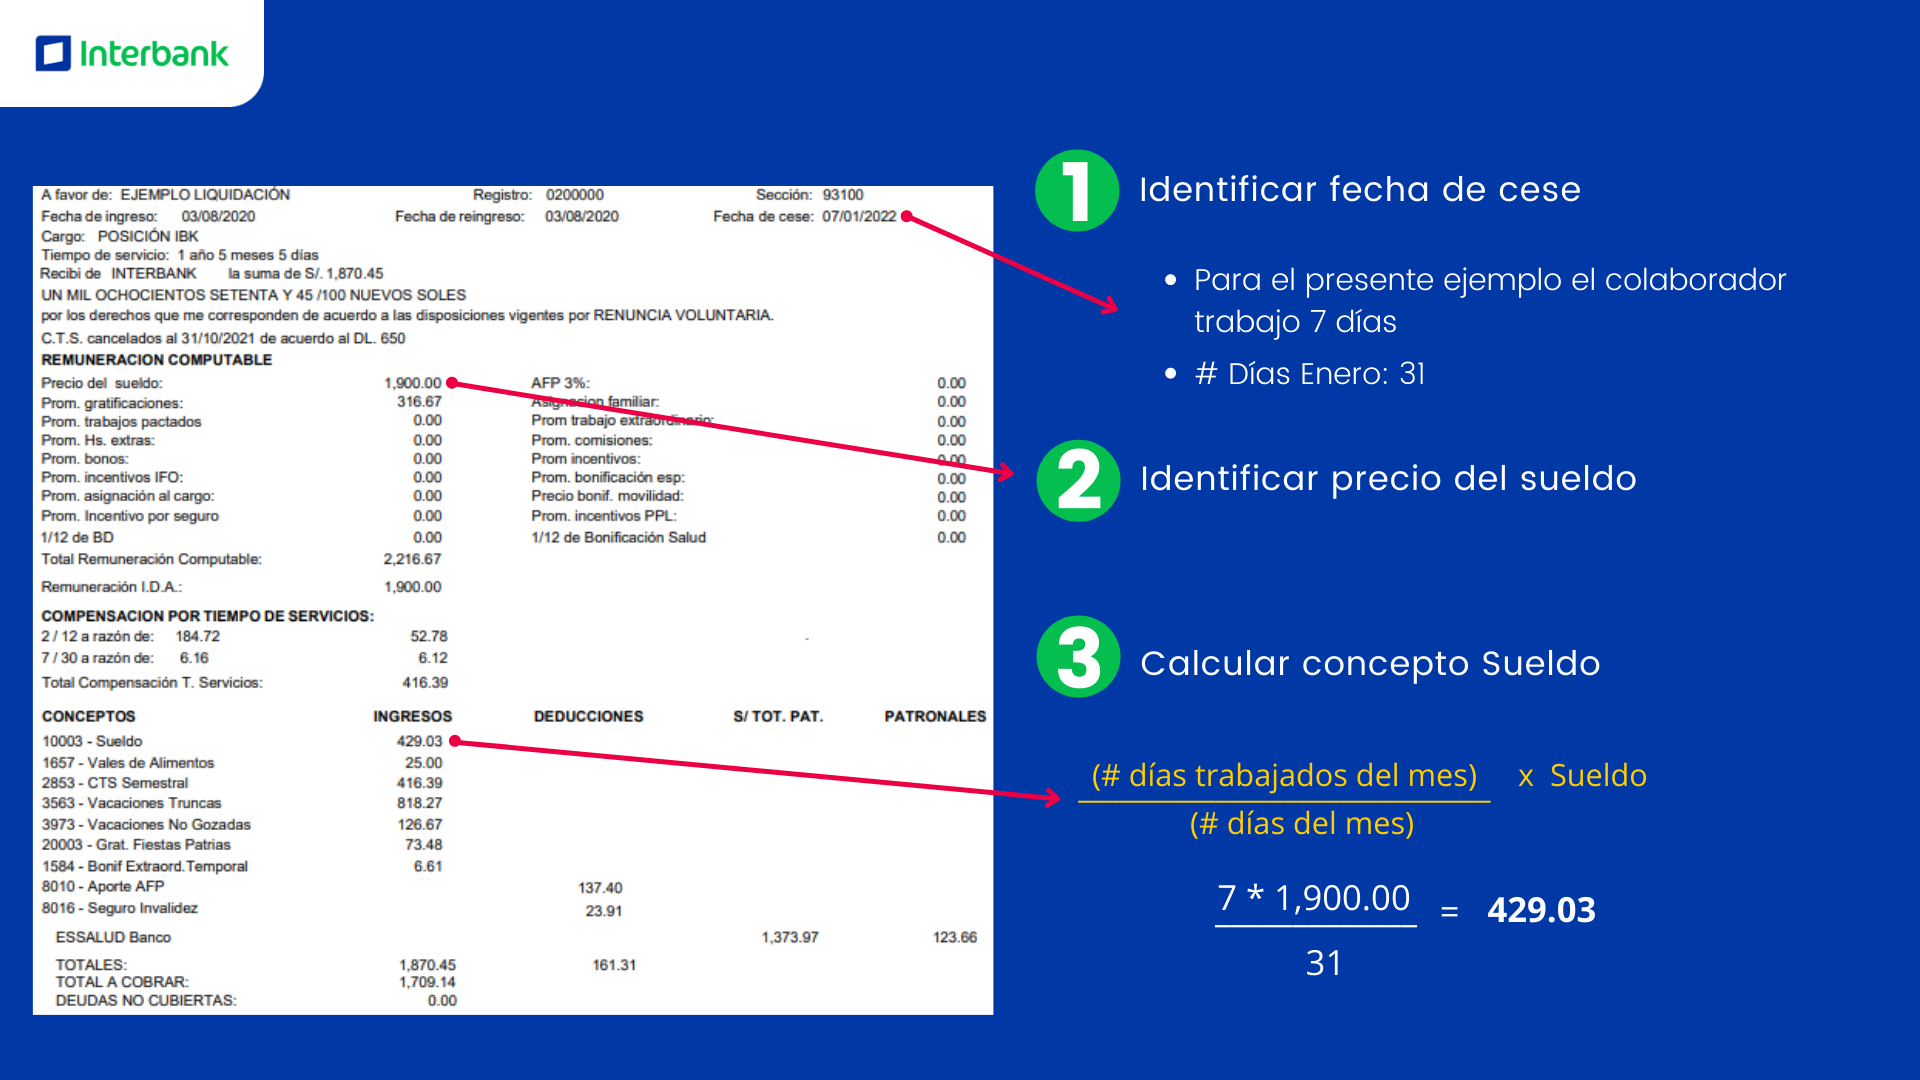 Interbank
A favor de: EJEMPLO LIQUIDACIÓN Registro: 0200000 Sección: 93100
Fecha de ingreso: 03/08/2020 Fecha de reingreso: 03/08/2020 Fecha de cese: 07/01/2022
Cargo: POSICIÓN IBK
Tiempo de servicio: 1 año 5 meses 5 días
Recibi de INTERBANK la suma de S/. 1,870.45
UN MIL OCHOCIENTOS SETENTA Y 45 /100 NUEVOS SOLES
por los derechos que me corresponden de acuerdo a las disposiciones vigentes por RENUNCIA VOLUNTARIA.
C.T.S. cancelados al 31/10/2021 de acuerdo al DL. 650
REMUNERACION COMPUTABLE
Precio del sueldo: 1,900.00 AFP 3%: 0.00
Prom. gratificaciones: 316.67 Asignacion familiar: 0.00
Prom. trabajos pactados 0.00 Prom trabajo extraordinario: 0.00
Prom. Hs. extras: 0.00 Prom. comisiones: 0.00
Prom. bonos: 0.00 Prom incentivos: 0.00
Prom. incentivos IFO: 0.00 Prom. bonificación esp: 0.00
Prom. asignación al cargo: 0.00 Precio bonif. movilidad: 0.00
Prom. Incentivo por seguro 0.00 Prom. incentivos PPL: 0.00
1/12 de BD 0.00 1/12 de Bonificación Salud 0.00
Total Remuneración Computable: 2,216.67
Remuneración I.D.A.: 1,900.00
COMPENSACION POR TIEMPO DE SERVICIOS:
2 / 12 a razón de: 184.72 52.78
7 / 30 a razón de: 6.16 6.12
Total Compensación T. Servicios: 416.39
CONCEPTOS INGRESOS DEDUCCIONES S/ TOT. PAT. PATRONALES
10003 - Sueldo 429.03
1657 - Vales de Alimentos 25.00
2853 - CTS Semestral 416.39
3563 - Vacaciones Truncas 818.27
3973 - Vacaciones No Gozadas 126.67
20003 - Grat. Fiestas Patrias 73.48
1584 - Bonif Extraord.Temporal 6.61
8010 - Aporte AFP 137.40
8016 - Seguro Invalidez 23.91
ESSALUD Banco 1,373.97 123.66
TOTALES: 1,870.45 161.31
TOTAL A COBRAR: 1,709.14
DEUDAS NO CUBIERTAS: 0.00
1 Identificar fecha de cese
• Para el presente ejemplo el colaborador
trabajo 7 días
• # Días Enero: 31
2 Identificar precio del sueldo
3 Calcular concepto Sueldo
(# días trabajados del mes) x Sueldo
(# días del mes)
7 * 1,900.00 = 429.03
31